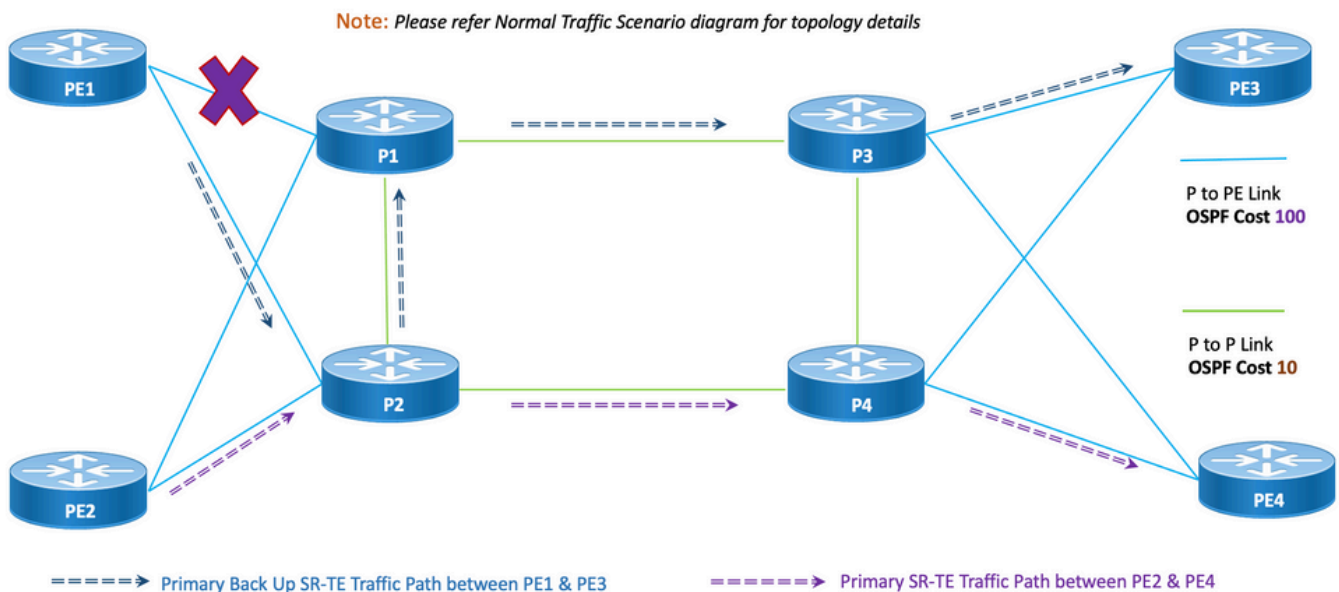 Note: Please refer Normal Traffic Scenario diagram for topology details
PE1
P1
P3
PE3
P to PE Link
OSPF Cost 100
P to P Link
OSPF Cost 10
P2
P4
PE2
PE4
Primary Back Up SR-TE Traffic Path between PE1 & PE3
Primary SR-TE Traffic Path between PE2 & PE4